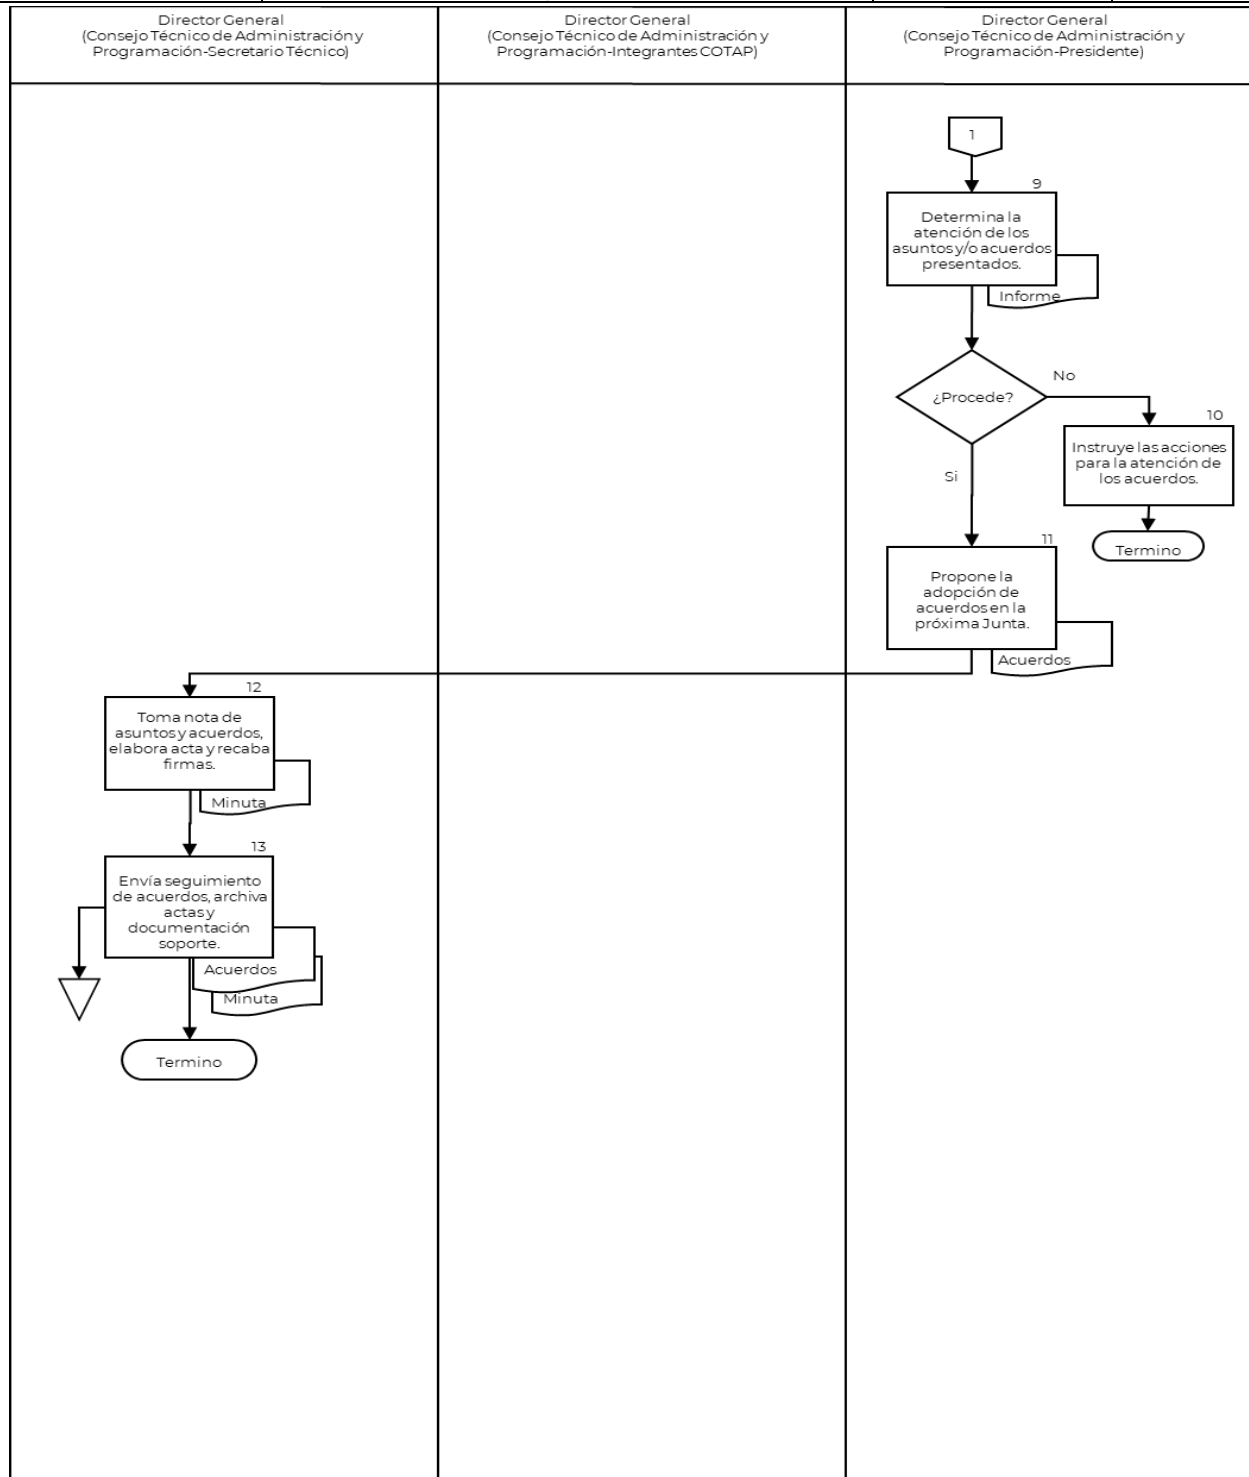 Director General
(Consejo Técnico de Administración y
Programación-Secretario Técnico)
Director General
(Consejo Técnico de Administración y
Programación-Integrantes COTAP)
Director General
(Consejo Técnico de Administración y
Programación-Presidente)
1
9
Determina la
atención de los
asuntos y/o acuerdos
presentados.
Informe
¿Procede?
No
10
Instruye las acciones
para la atención de
los acuerdos.
Termino
Si
11
Propone la
adopción de
acuerdos en la
próxima Junta.
Acuerdos
12
Toma nota de
asuntos y acuerdos,
elabora acta y recaba
firmas.
Minuta
13
Envía seguimiento
de acuerdos, archiva
actas y
documentación
soporte.
Acuerdos
Minuta
Termino